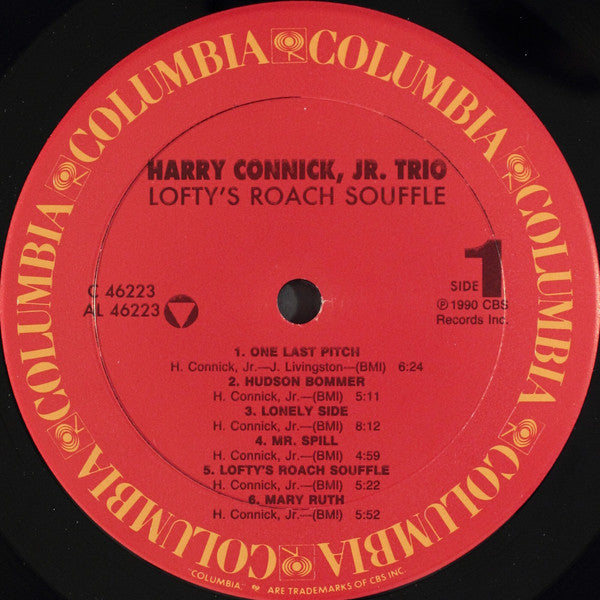 COLUMBIA COLUMBIA COLUMBIA COLUMBIA COLUMBIA COLUMBIA COLUMBIA COLUMBIA
HARRY CONNICK, JR. TRIO
LOFTY'S ROACH SOUFFLE
C 46223
AL 46223
SIDE 1
℗ 1990 CBS
Records Inc.
1. ONE LAST PITCH
H. Connick, Jr.—J. Livingston—(BMI) 6:24
2. HUDSON BOMMER
H. Connick, Jr.—(BMI) 5:11
3. LONELY SIDE
H. Connick, Jr.—(BMI) 8:12
4. MR. SPILL
H. Connick, Jr.—(BMI) 4:59
5. LOFTY'S ROACH SOUFFLE
H. Connick, Jr.—(BMI) 5:22
6. MARY RUTH
H. Connick, Jr.—(BMI) 5:52
"COLUMBIA," ARE TRADEMARKS OF CBS INC.